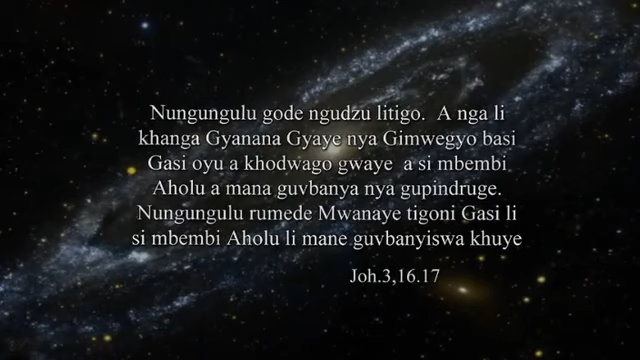 Nungungulu gode ngudzu litigo.  A nga li
khanga Gyanana Gyaye nya Gimwegyo basi
Gasi oyu a khodwago gwaye  a si mbembi
Aholu a mana guvbanya nya gupindruge.
Nungungulu rumede Mwanaye tigoni Gasi li
si mbembi Aholu li mane guvbanyiswa khuye
Joh.3,16.17